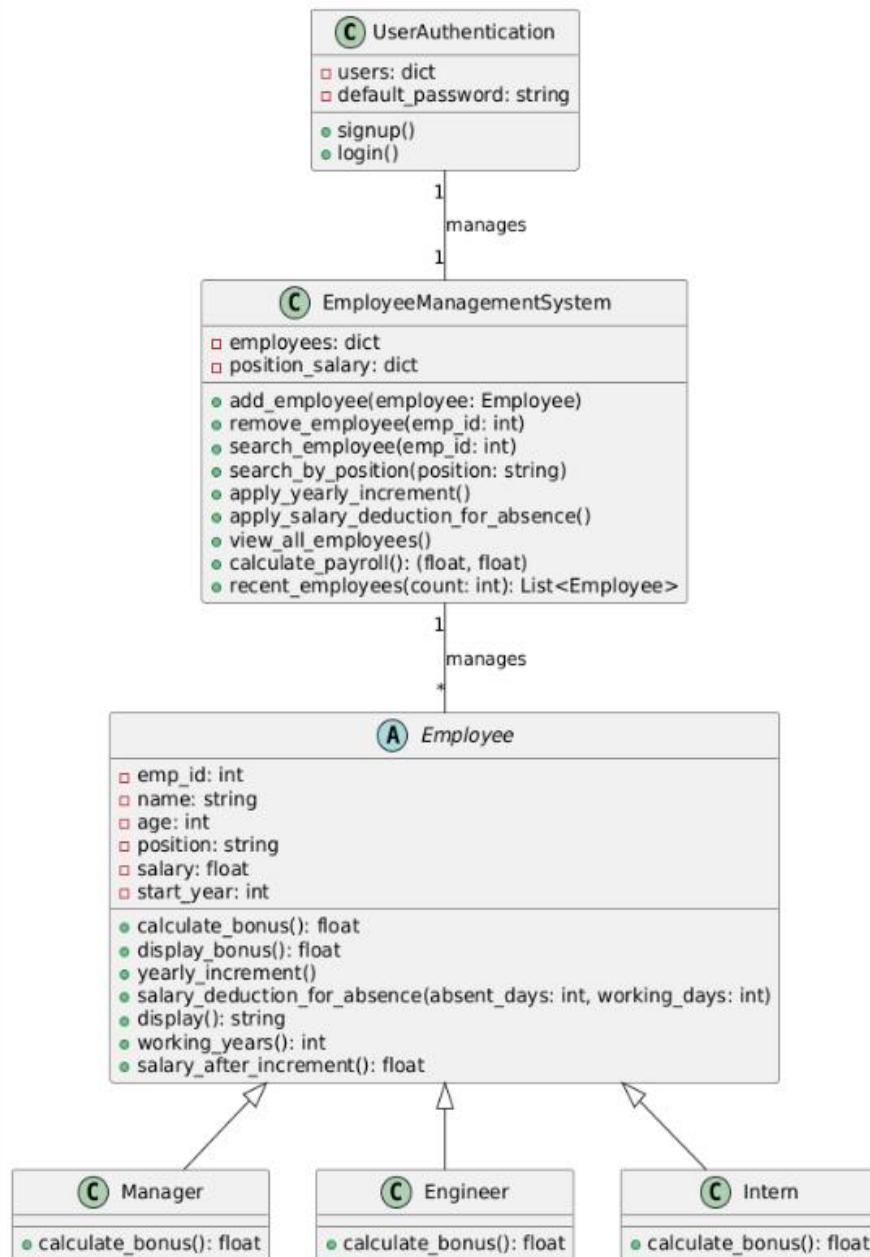 C UserAuthentication
users: dict
default_password: string
signup()
login()
1
manages
1
C EmployeeManagementSystem
employees: dict
position_salary: dict
add_employee(employee: Employee)
remove_employee(emp_id: int)
search_employee(emp_id: int)
search_by_position(position: string)
apply_yearly_increment()
apply_salary_deduction_for_absence()
view_all_employees()
calculate_payroll(): (float, float)
recent_employees(count: int): List<Employee>
1
manages
*
A Employee
emp_id: int
name: string
age: int
position: string
salary: float
start_year: int
calculate_bonus(): float
display_bonus(): float
yearly_increment()
salary_deduction_for_absence(absent_days: int, working_days: int)
display(): string
working_years(): int
salary_after_increment(): float
C Manager
calculate_bonus(): float
C Engineer
calculate_bonus(): float
C Intern
calculate_bonus(): float